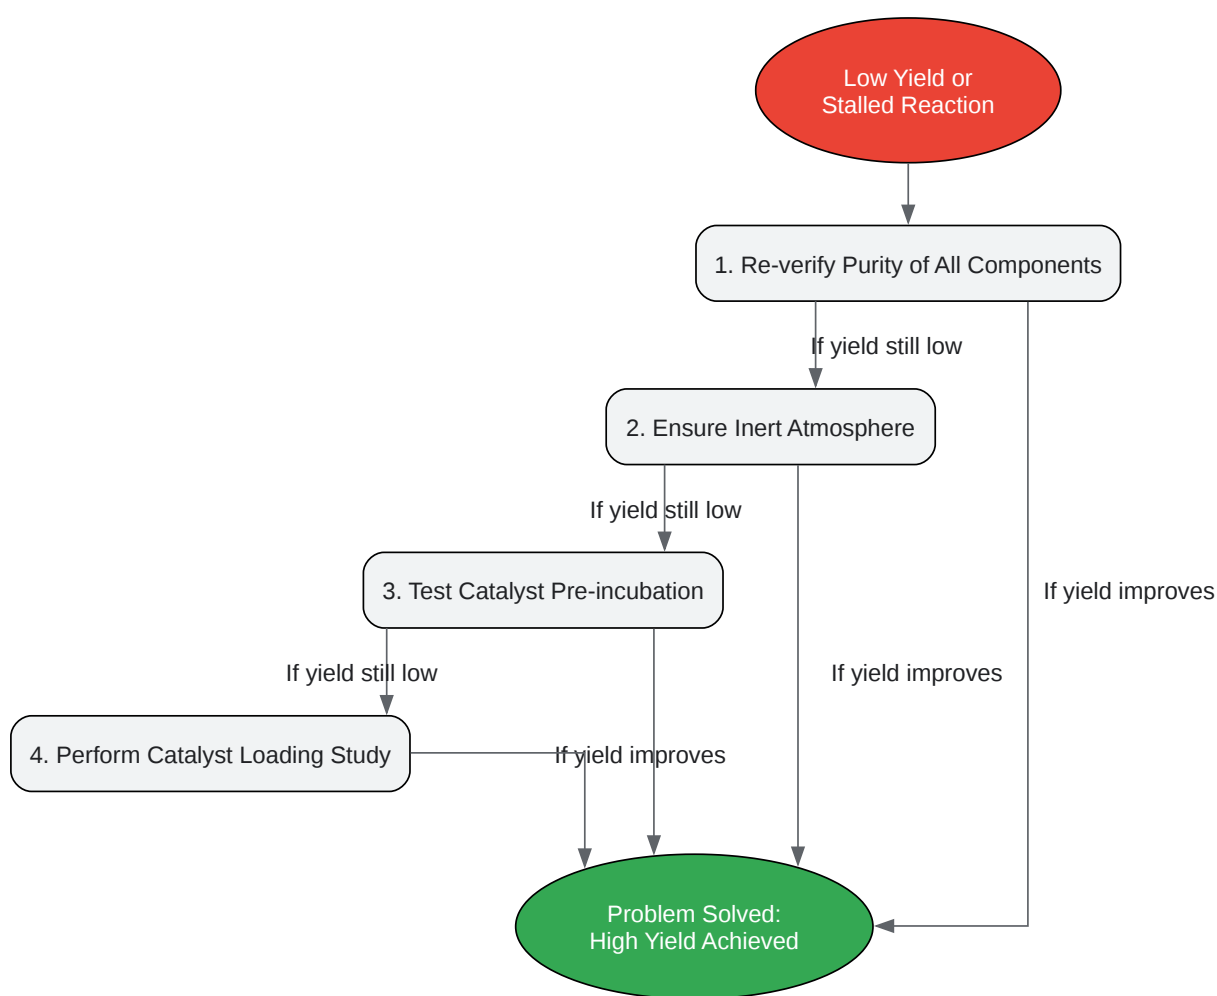 Low Yield or
Stalled Reaction
1. Re-verify Purity of All Components
If yield still low
2. Ensure Inert Atmosphere
If yield still low
3. Test Catalyst Pre-incubation
If yield improves
If yield still low
If yield improves
4. Perform Catalyst Loading Study
If yield improves
Problem Solved:
High Yield Achieved